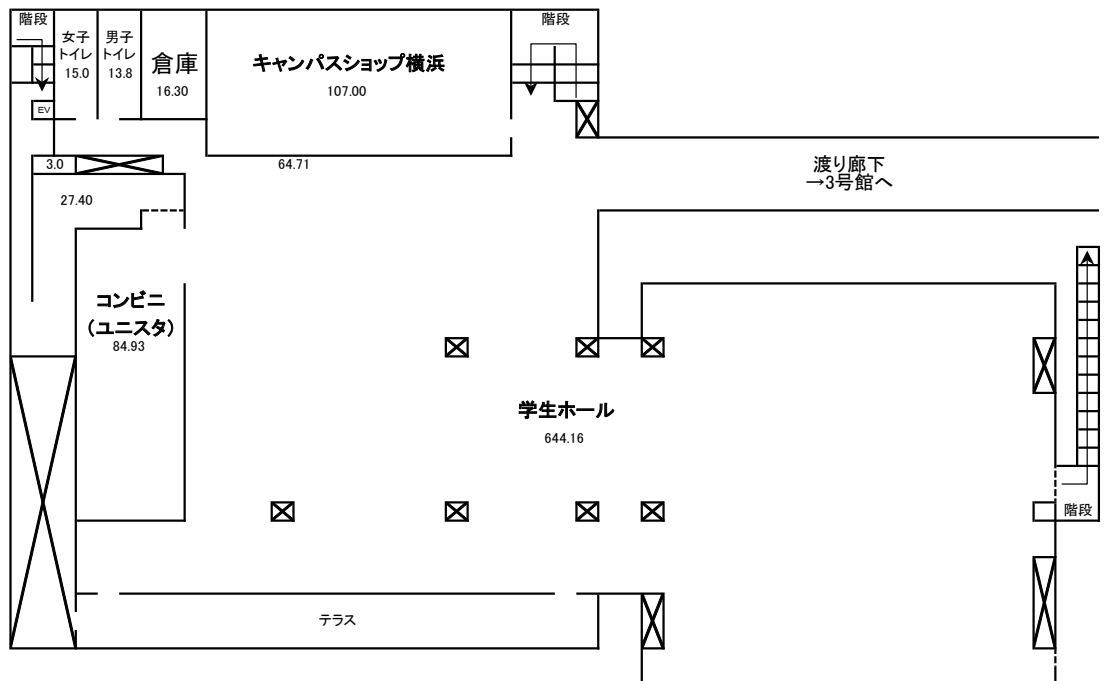 階段
女子
トイレ
15.0
男子
トイレ
13.8
倉庫
16.30
キャンパスショップ横浜
107.00
階段
EV
3.0
64.71
渡り廊下
→3号館へ
27.40
コンビニ
(ユニスタ)
84.93
学生ホール
644.16
階段
テラス